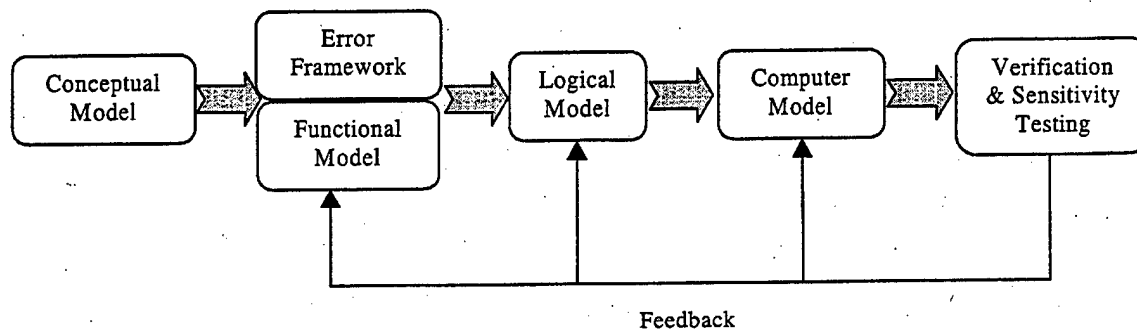 Conceptual
Model
Error
Framework
Functional
Model
Logical
Model
Computer
Model
Verification
& Sensitivity
Testing
Feedback